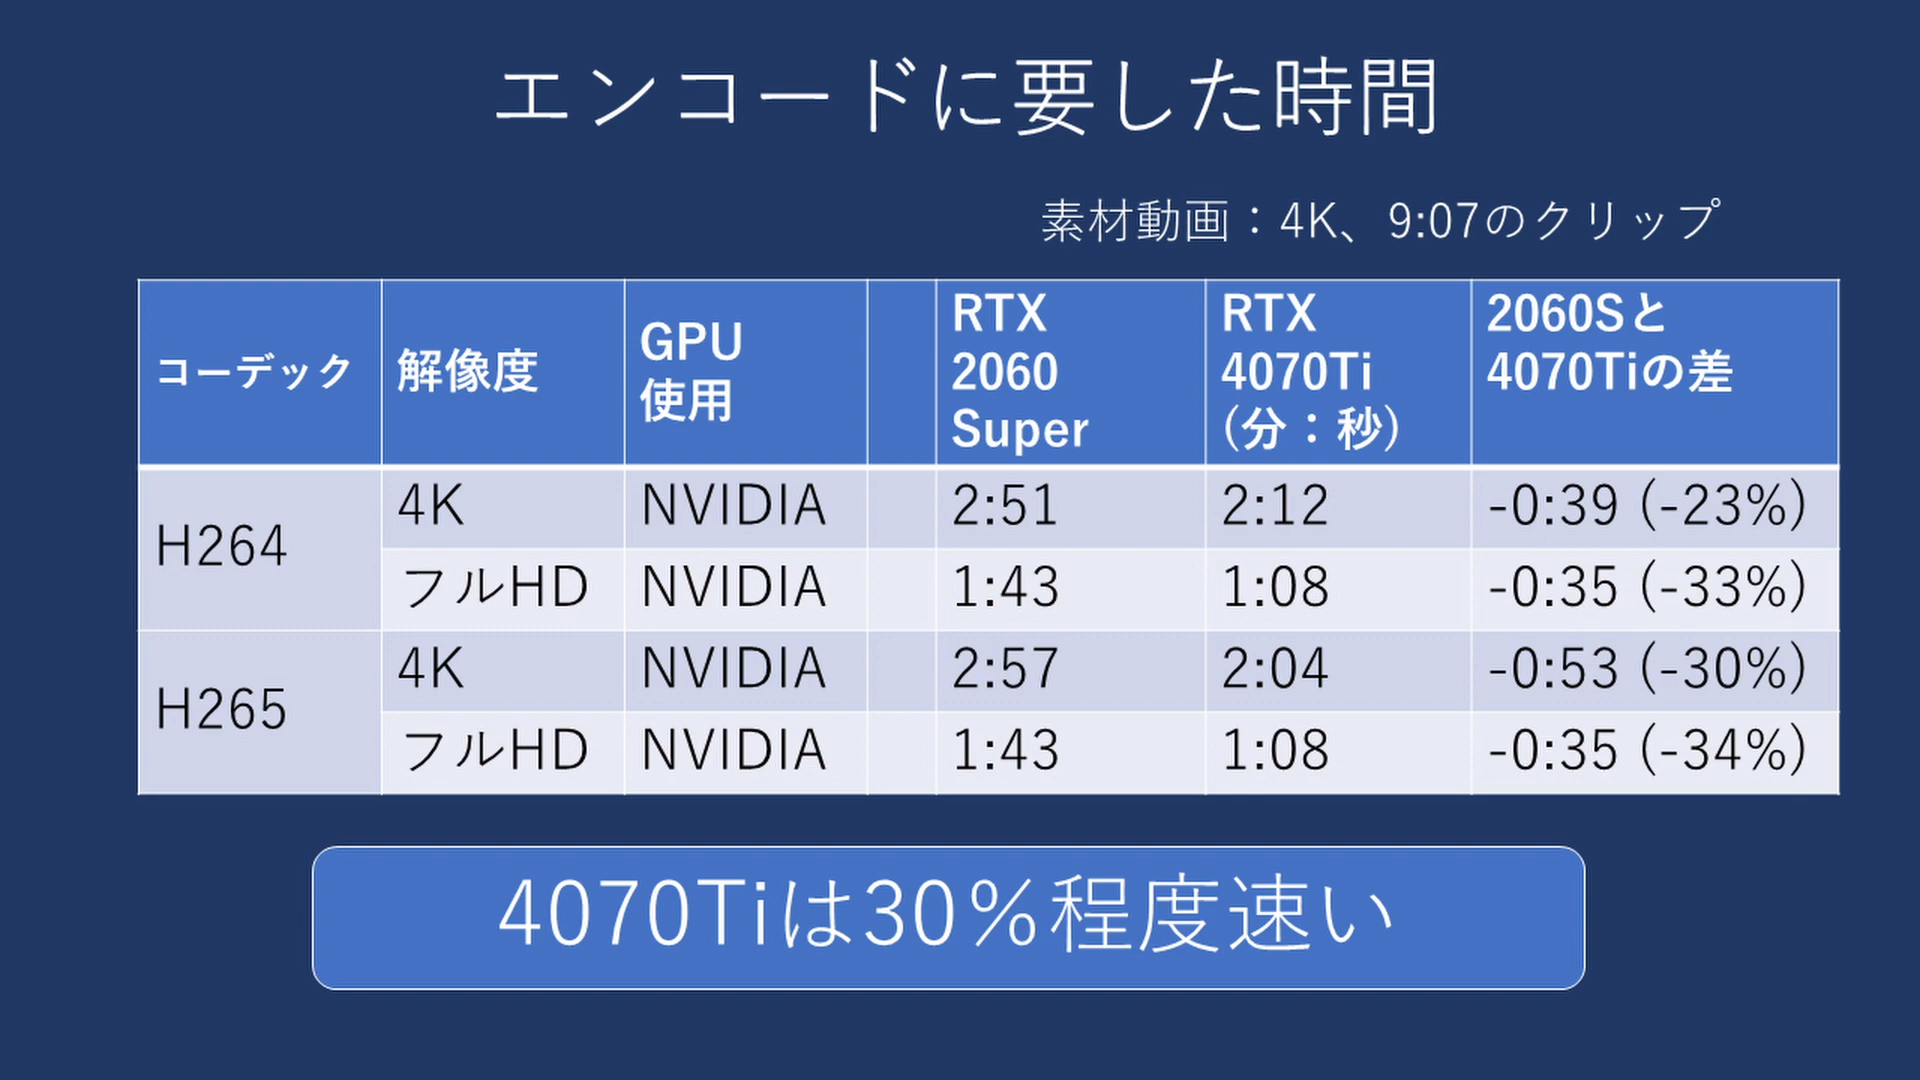 エンコードに要した時間
素材動画：4K、9:07のクリップ
コーデック 解像度 GPU使用 RTX 2060 Super RTX 4070Ti (分：秒) 2060Sと4070Tiの差
H264 4K NVIDIA 2:51 2:12 -0:39 (-23%)
フルHD NVIDIA 1:43 1:08 -0:35 (-33%)
H265 4K NVIDIA 2:57 2:04 -0:53 (-30%)
フルHD NVIDIA 1:43 1:08 -0:35 (-34%)
4070Tiは30％程度速い